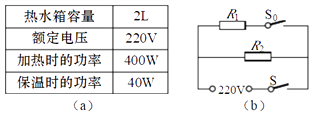 热水箱容量 2L
额定电压 220V
加热时的功率 400W
保温时的功率 40W
(a)
R₁ S₀
R₂
220V S
(b)